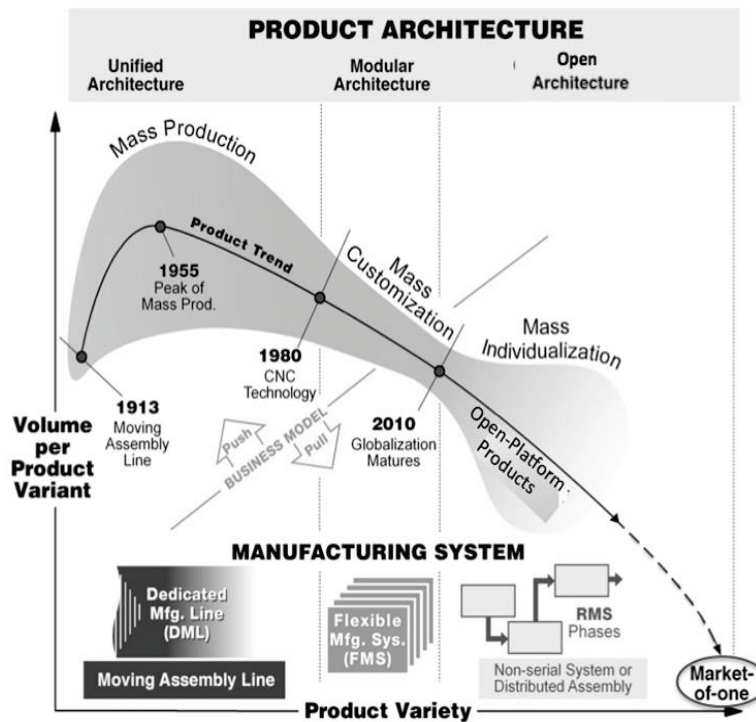 PRODUCT ARCHITECTURE
Unified
Architecture
Modular
Architecture
Open
Architecture
Mass Production
Product Trend
1955
Peak of
Mass Prod.
Mass
Customization
Mass
Individualization
1980
CNC
Technology
1913
Moving
Assembly
Line
2010
Globalization
Matures
Volume
per
Product
Variant
Push
BUSINESS MODEL
Pull
Open-Platform
Products
MANUFACTURING SYSTEM
Dedicated
Mfg. Line
(DML)
Moving Assembly Line
Flexible
Mfg. Sys.
(FMS)
RMS
Phases
Non-serial System or
Distributed Assembly
Market-
of-one
Product Variety